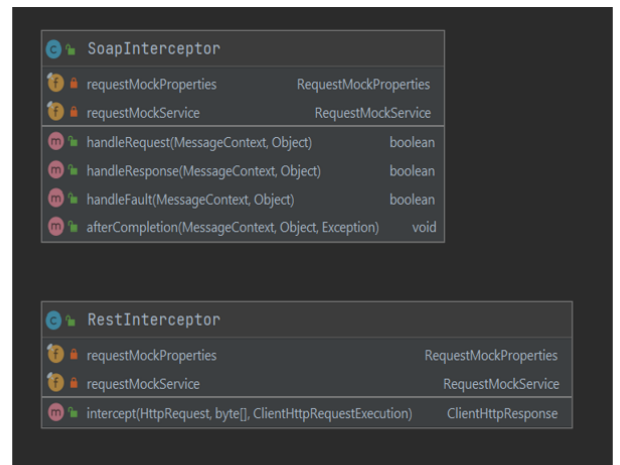 SoapInterceptor
requestMockProperties RequestMockProperties
requestMockService RequestMockService
handleRequest(MessageContext, Object) boolean
handleResponse(MessageContext, Object) boolean
handleFault(MessageContext, Object) boolean
afterCompletion(MessageContext, Object, Exception) void
RestInterceptor
requestMockProperties RequestMockProperties
requestMockService RequestMockService
intercept(HttpRequest, byte[], ClientHttpRequestExecution) ClientHttpResponse